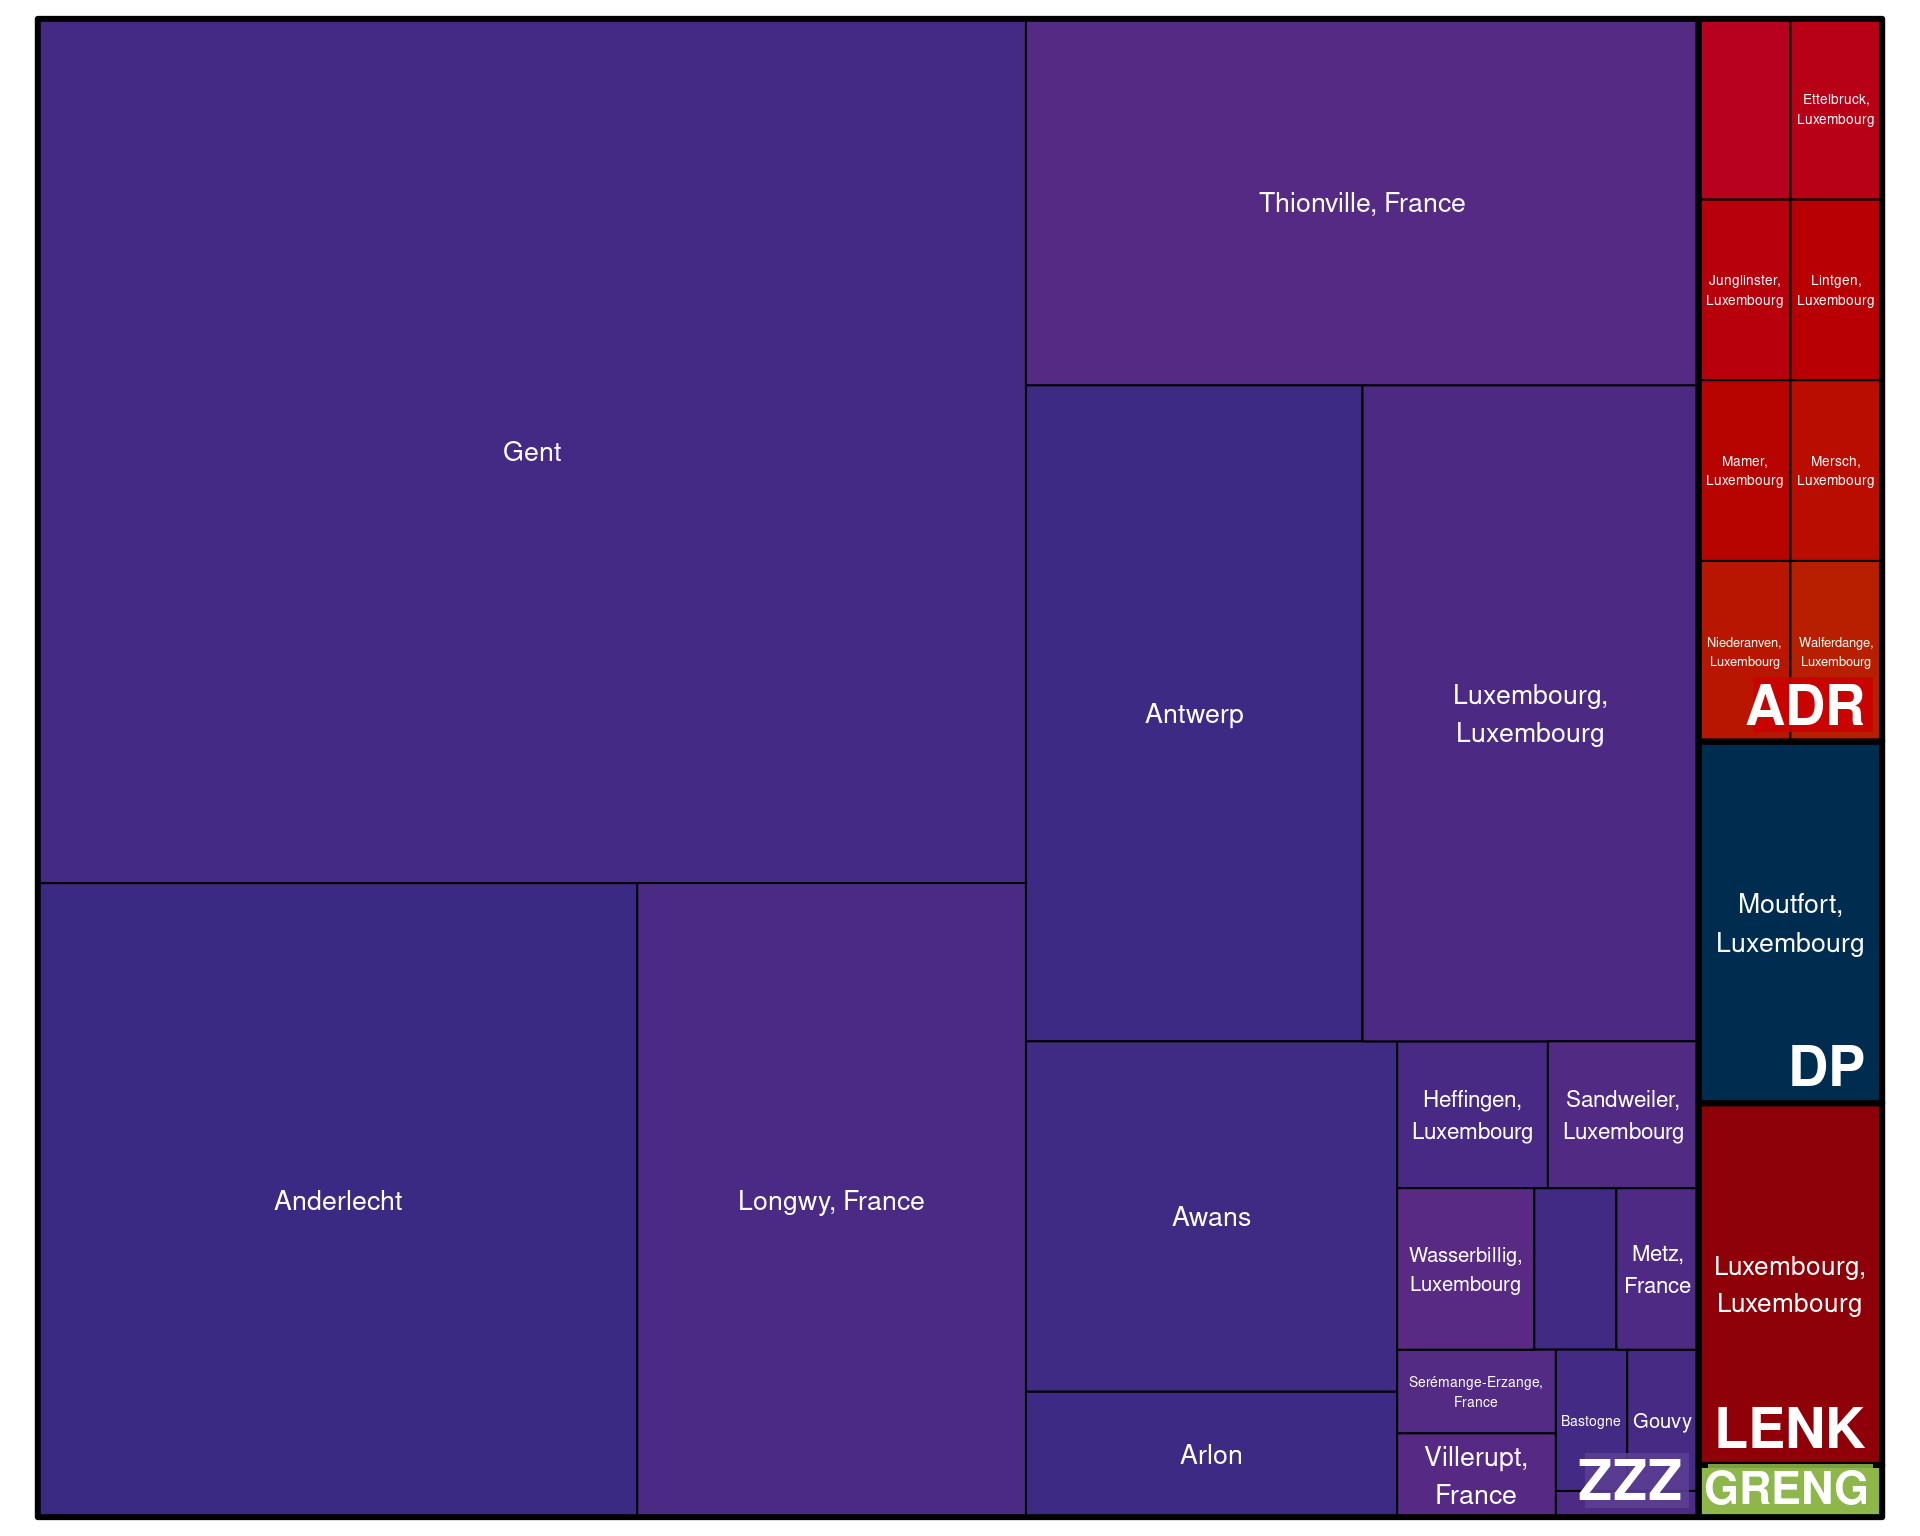 Gent
Thionville, France
Ettelbruck,
Luxembourg
Junglinster,
Luxembourg
Lintgen,
Luxembourg
Mamer,
Luxembourg
Mersch,
Luxembourg
Niederanven,
Luxembourg
Walferdange,
Luxembourg
ADR
Antwerp
Luxembourg,
Luxembourg
Moutfort,
Luxembourg
DP
Anderlecht
Longwy, France
Awans
Heffingen,
Luxembourg
Sandweiler,
Luxembourg
Wasserbillig,
Luxembourg
Metz,
France
Serémange-Erzange,
France
Bastogne
Gouvy
Arlon
Villerupt,
France
ZZZ
Luxembourg,
Luxembourg
LENK
GRENG